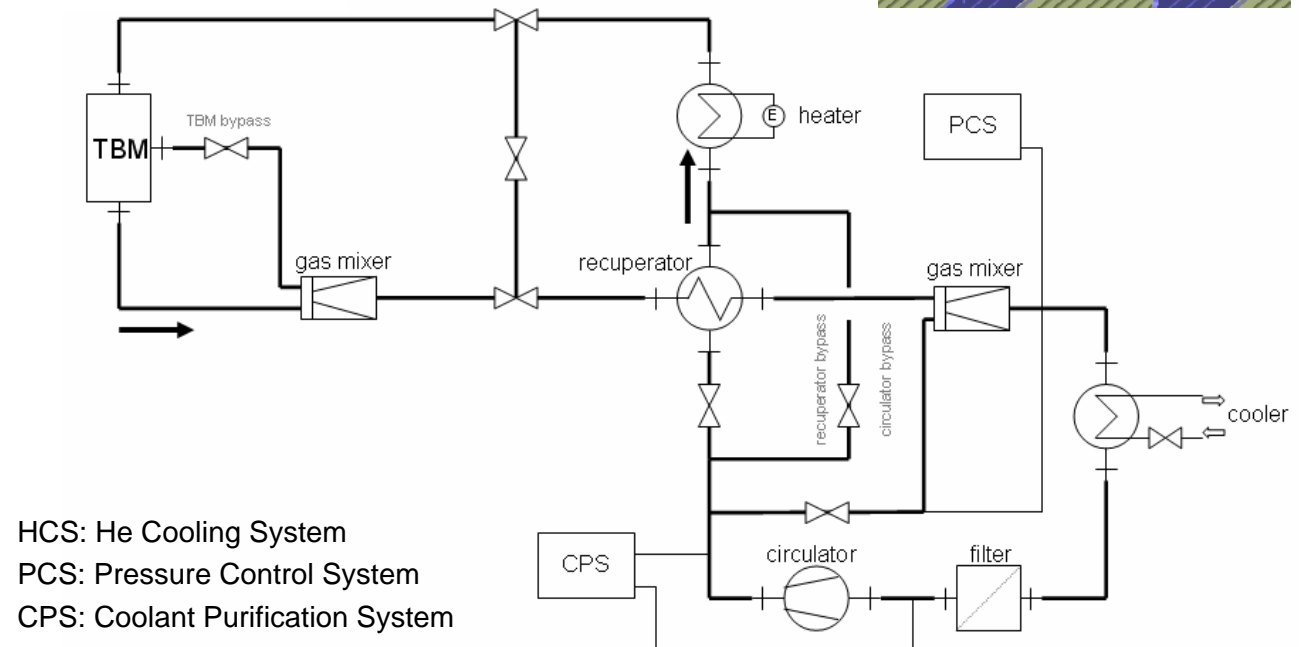 TBM bypass
TBM
E
heater
PCS
gas mixer
recuperator
gas mixer
recuperator bypass
circulator bypass
cooler
HCS: He Cooling System
PCS: Pressure Control System
CPS: Coolant Purification System
CPS
circulator
filter